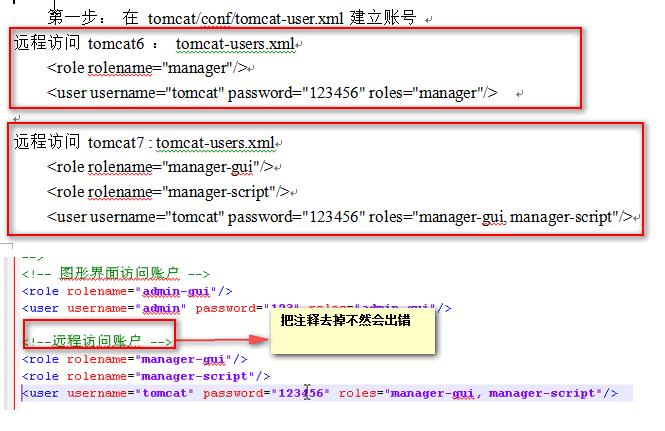 第一步： 在 tomcat/conf/tomcat-user.xml 建立账号
远程访问 tomcat6 ： tomcat-users.xml
<role rolename="manager"/>
<user username="tomcat" password="123456" roles="manager"/>
远程访问 tomcat7 : tomcat-users.xml
<role rolename="manager-gui"/>
<role rolename="manager-script"/>
<user username="tomcat" password="123456" roles="manager-gui, manager-script"/>
-->
<!-- 图形界面访问账户 -->
<role rolename="admin-gui"/>
<user username="admin" password="123" roles="admin-gui"/>
把注释去掉不然会出错
<!--远程访问账户 -->
<role rolename="manager-gui"/>
<role rolename="manager-script"/>
<user username="tomcat" password="123456" roles="manager-gui, manager-script"/>